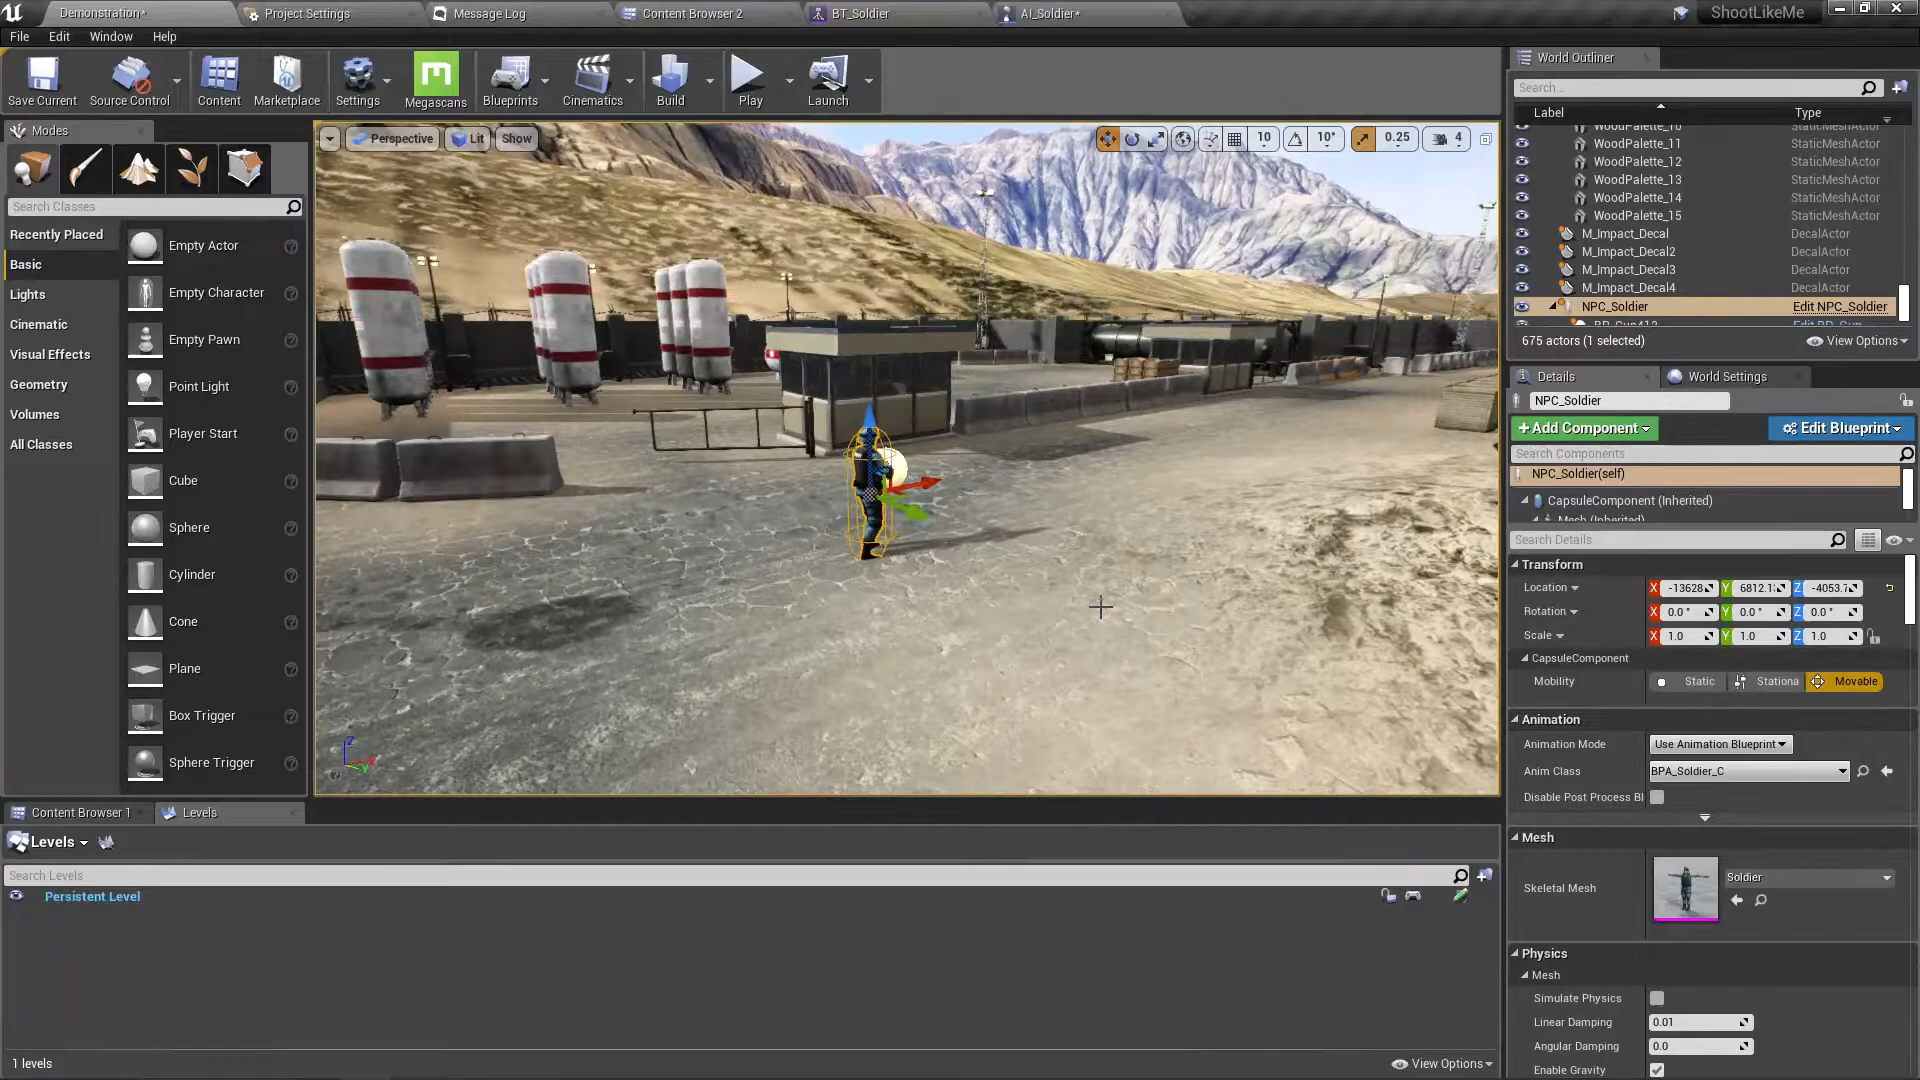 Demonstration*
Project Settings
Message Log
Content Browser 2
BT_Soldier
AI_Soldier*
ShootLikeMe
File
Edit
Window
Help
Save Current
Source Control
Content
Marketplace
Settings
Megascans
Blueprints
Cinematics
Build
Play
Launch
Modes
Search Classes
Recently Placed
Basic
Lights
Cinematic
Visual Effects
Geometry
Volumes
All Classes
Empty Actor
Empty Character
Empty Pawn
Point Light
Player Start
Cube
Sphere
Cylinder
Cone
Plane
Box Trigger
Sphere Trigger
Perspective
Lit
Show
10
10°
0.25
4
World Outliner
Search...
Label
Type
WoodPalette_10 StaticMeshActor
WoodPalette_11 StaticMeshActor
WoodPalette_12 StaticMeshActor
WoodPalette_13 StaticMeshActor
WoodPalette_14 StaticMeshActor
WoodPalette_15 StaticMeshActor
M_Impact_Decal DecalActor
M_Impact_Decal2 DecalActor
M_Impact_Decal3 DecalActor
M_Impact_Decal4 DecalActor
NPC_Soldier Edit NPC_Soldier
675 actors (1 selected)
View Options
Details
World Settings
NPC_Soldier
Add Component
Edit Blueprint
Search Components
NPC_Soldier(self)
CapsuleComponent (Inherited)
Mesh (Inherited)
Search Details
Transform
Location X -13628 Y 6812.1 Z -4053.7
Rotation X 0.0 ° Y 0.0 ° Z 0.0 °
Scale X 1.0 Y 1.0 Z 1.0
CapsuleComponent
Mobility Static Stationa Movable
Animation
Animation Mode Use Animation Blueprint
Anim Class BPA_Soldier_C
Disable Post Process Bl
Mesh
Skeletal Mesh Soldier
Physics
Mesh
Simulate Physics
Linear Damping 0.01
Angular Damping 0.0
Enable Gravity
Content Browser 1
Levels
Levels
Search Levels
Persistent Level
1 levels
View Options